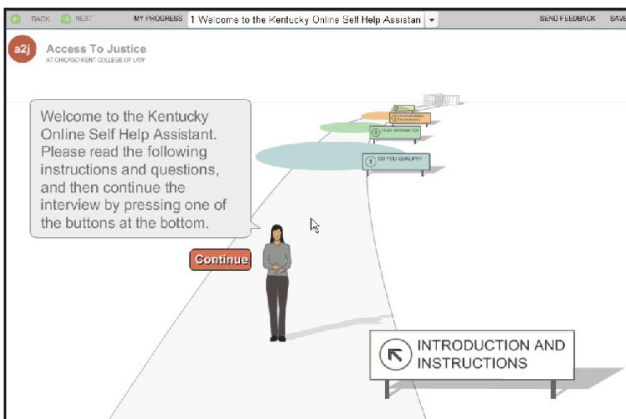 BACK NEXT MY PROGRESS 1 Welcome to the Kentucky Online Self Help Assistan SEND FEEDBACK SAVE
a2j Access To Justice
AT CHICAGO-KENT COLLEGE OF LAW
Welcome to the Kentucky
Online Self Help Assistant.
Please read the following
instructions and questions,
and then continue the
interview by pressing one of
the buttons at the bottom.
1 DO YOU QUALIFY?
Continue
INTRODUCTION AND
INSTRUCTIONS